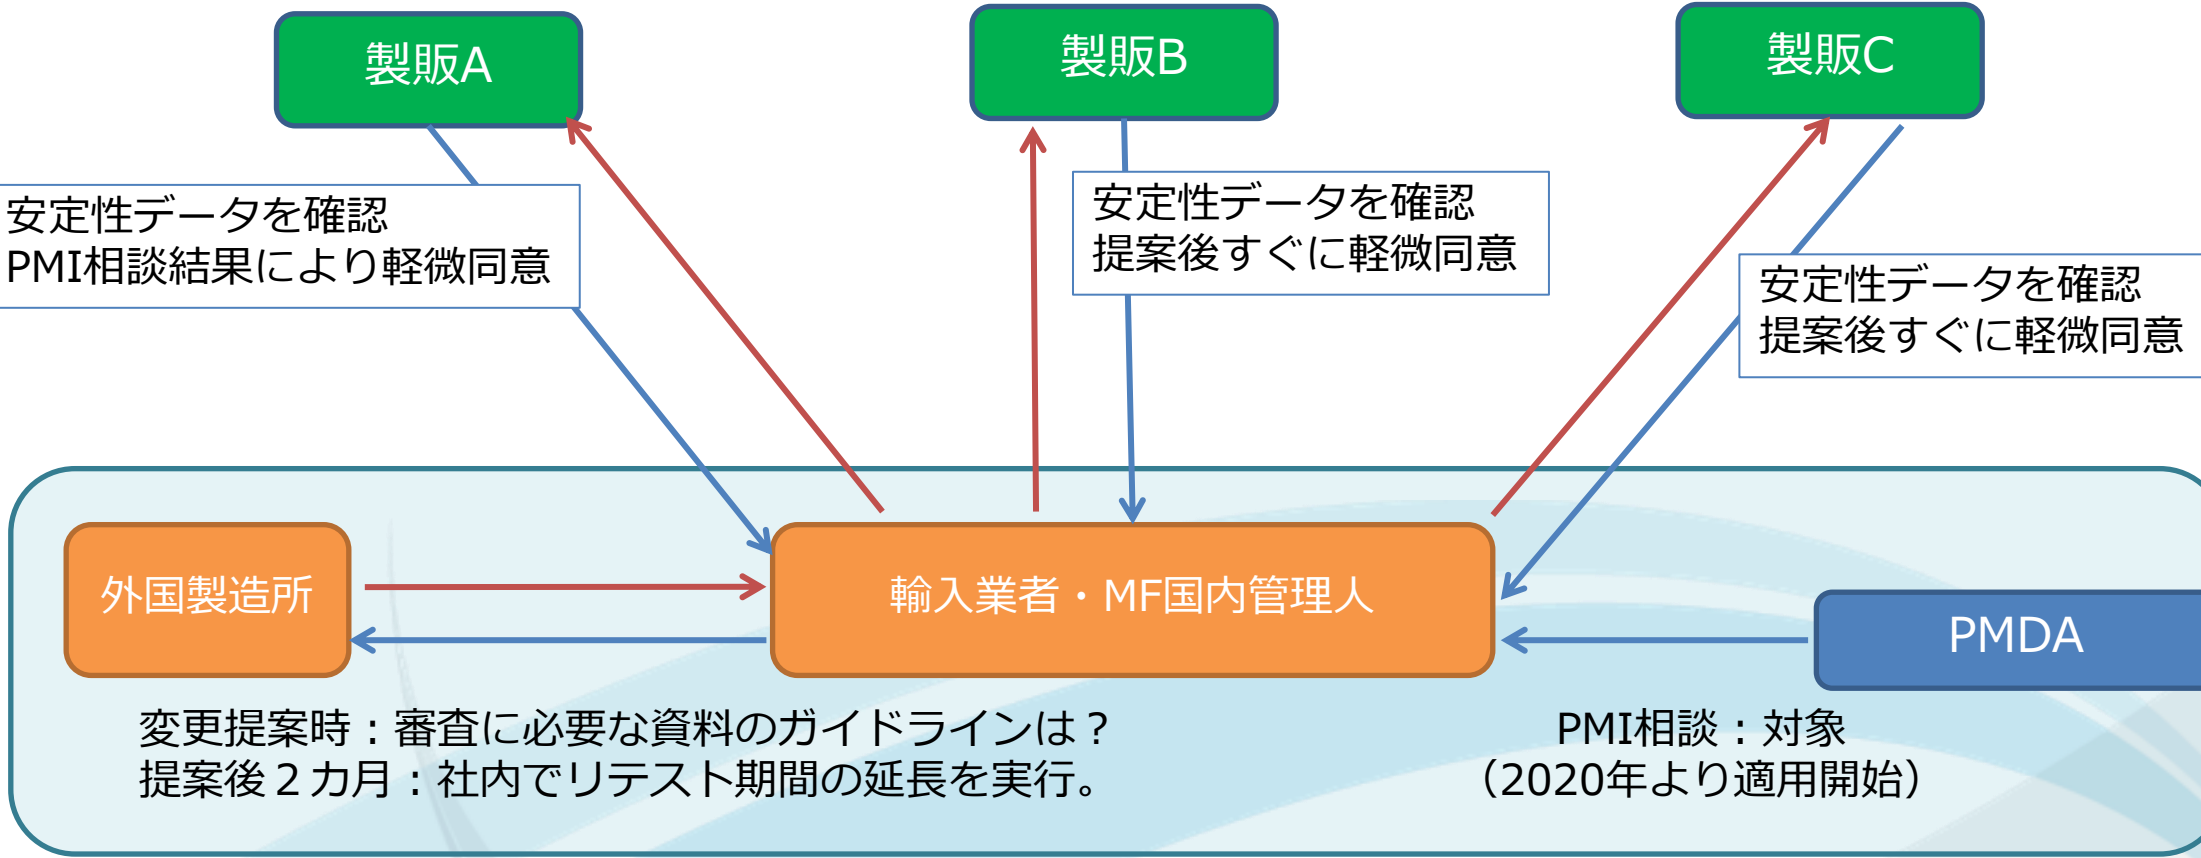 製販A
製販B
製販C
安定性データを確認
PMI相談結果により軽微同意
安定性データを確認
提案後すぐに軽微同意
安定性データを確認
提案後すぐに軽微同意
外国製造所
輸入業者・MF国内管理人
PMDA
変更提案時：審査に必要な資料のガイドラインは？
提案後２カ月：社内でリテスト期間の延長を実行。
PMI相談：対象
（2020年より適用開始）